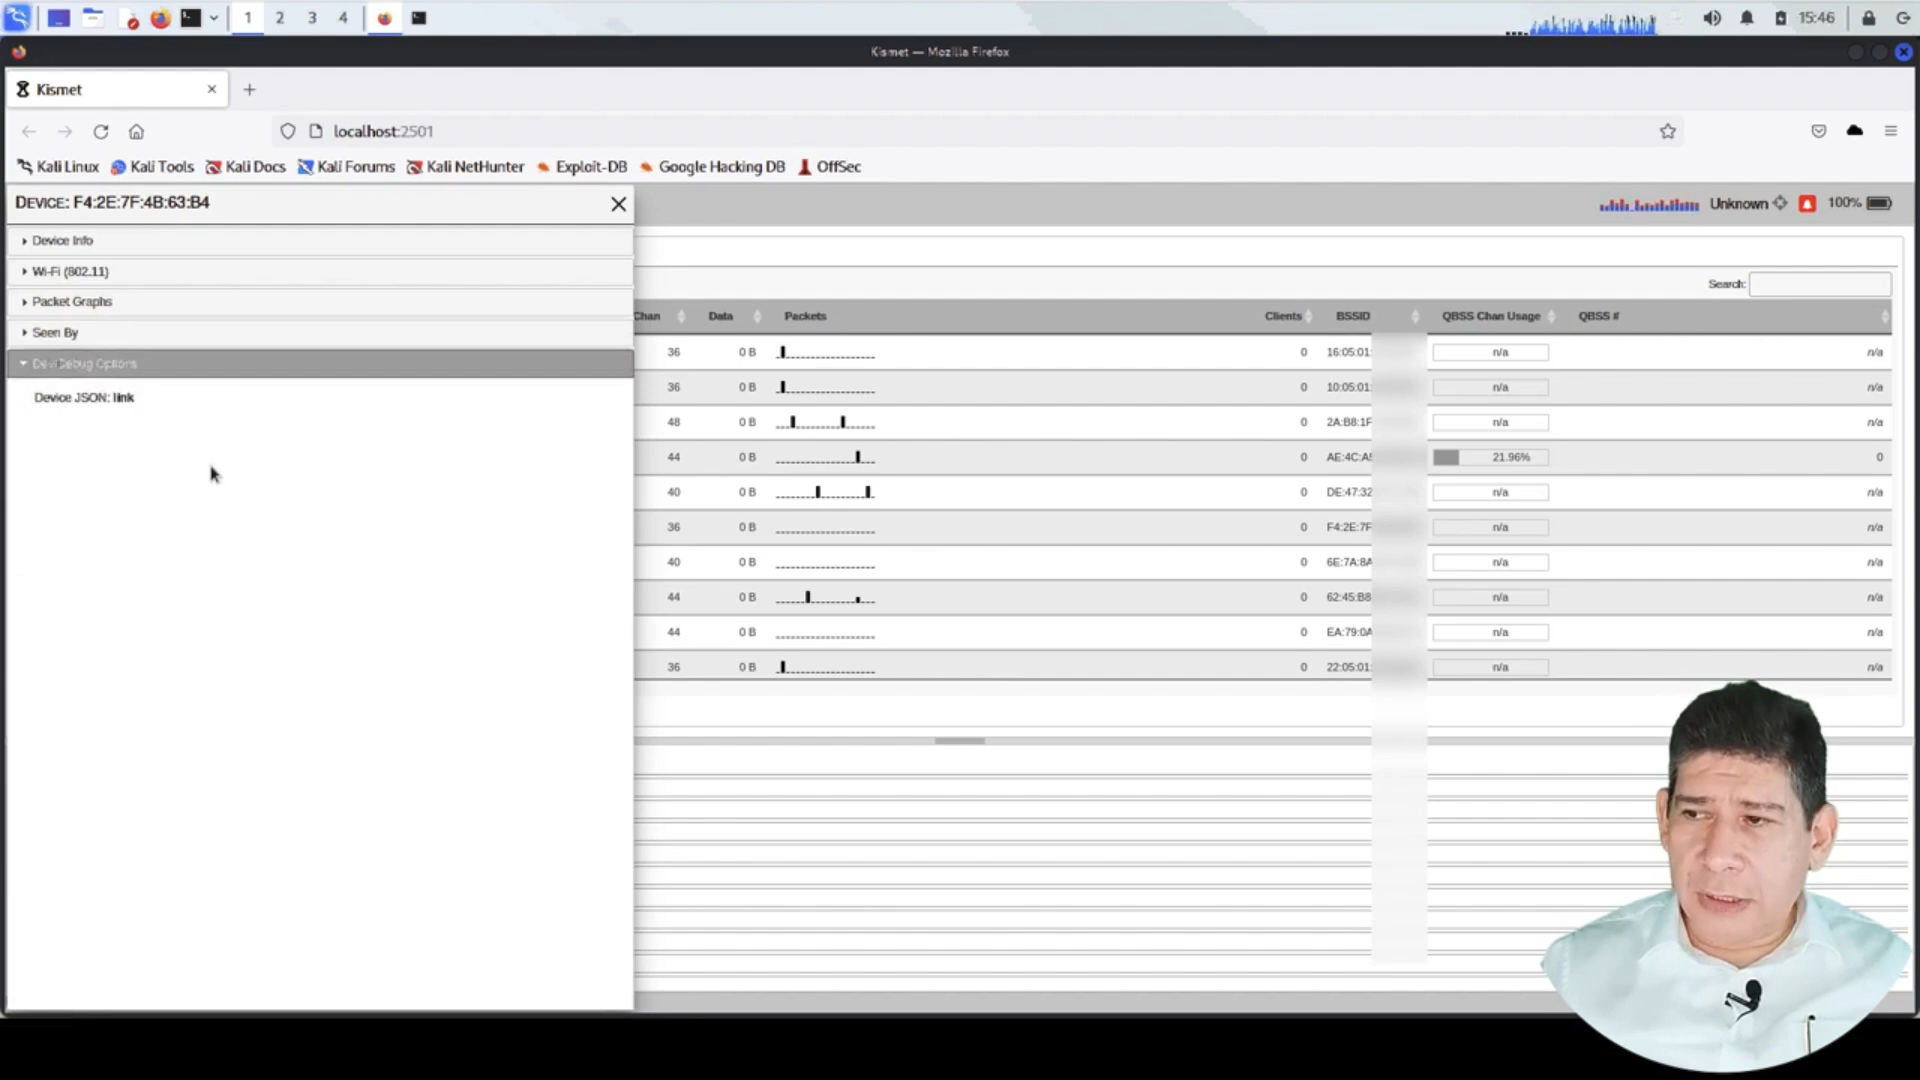 1 2 3 4 15:46
Kismet — Mozilla Firefox
Kismet
localhost:2501
Kali Linux Kali Tools Kali Docs Kali Forums Kali NetHunter Exploit-DB Google Hacking DB OffSec
DEVICE: F4:2E:7F:4B:63:B4
Unknown 100%
Device Info
Wi-Fi (802.11)
Packet Graphs
Seen By
Debug Options
Device JSON: link
Search:
Chan Data Packets Clients BSSID QBSS Chan Usage QBSS #
36 0 B 0 16:05:01: n/a n/a
36 0 B 0 10:05:01: n/a n/a
48 0 B 0 2A:B8:1F n/a n/a
44 0 B 0 AE:4C:A 21.96% 0
40 0 B 0 DE:47:32 n/a n/a
36 0 B 0 F4:2E:7F n/a n/a
40 0 B 0 6E:7A:8A n/a n/a
44 0 B 0 62:45:B8 n/a n/a
44 0 B 0 EA:79:0A n/a n/a
36 0 B 0 22:05:01: n/a n/a